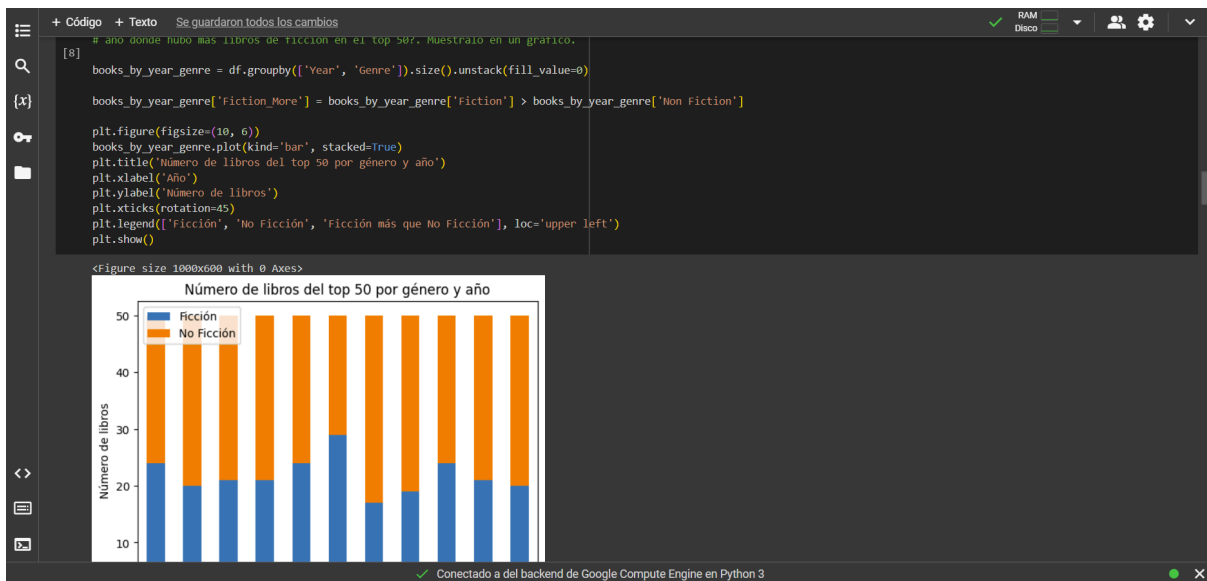 + Código + Texto Se guardaron todos los cambios
RAM
Disco
# año donde hubo más libros de ficción en el top 50?. Muéstralo en un gráfico.
[8]
books_by_year_genre = df.groupby(['Year', 'Genre']).size().unstack(fill_value=0)
{x}
books_by_year_genre['Fiction_More'] = books_by_year_genre['Fiction'] > books_by_year_genre['Non Fiction']
plt.figure(figsize=(10, 6))
books_by_year_genre.plot(kind='bar', stacked=True)
plt.title('Número de libros del top 50 por género y año')
plt.xlabel('Año')
plt.ylabel('Número de libros')
plt.xticks(rotation=45)
plt.legend(['Ficción', 'No Ficción', 'Ficción más que No Ficción'], loc='upper left')
plt.show()
<Figure size 1000x600 with 0 Axes>
Número de libros del top 50 por género y año
Ficción
No Ficción
50
40
30
20
10
Número de libros
Conectado a del backend de Google Compute Engine en Python 3